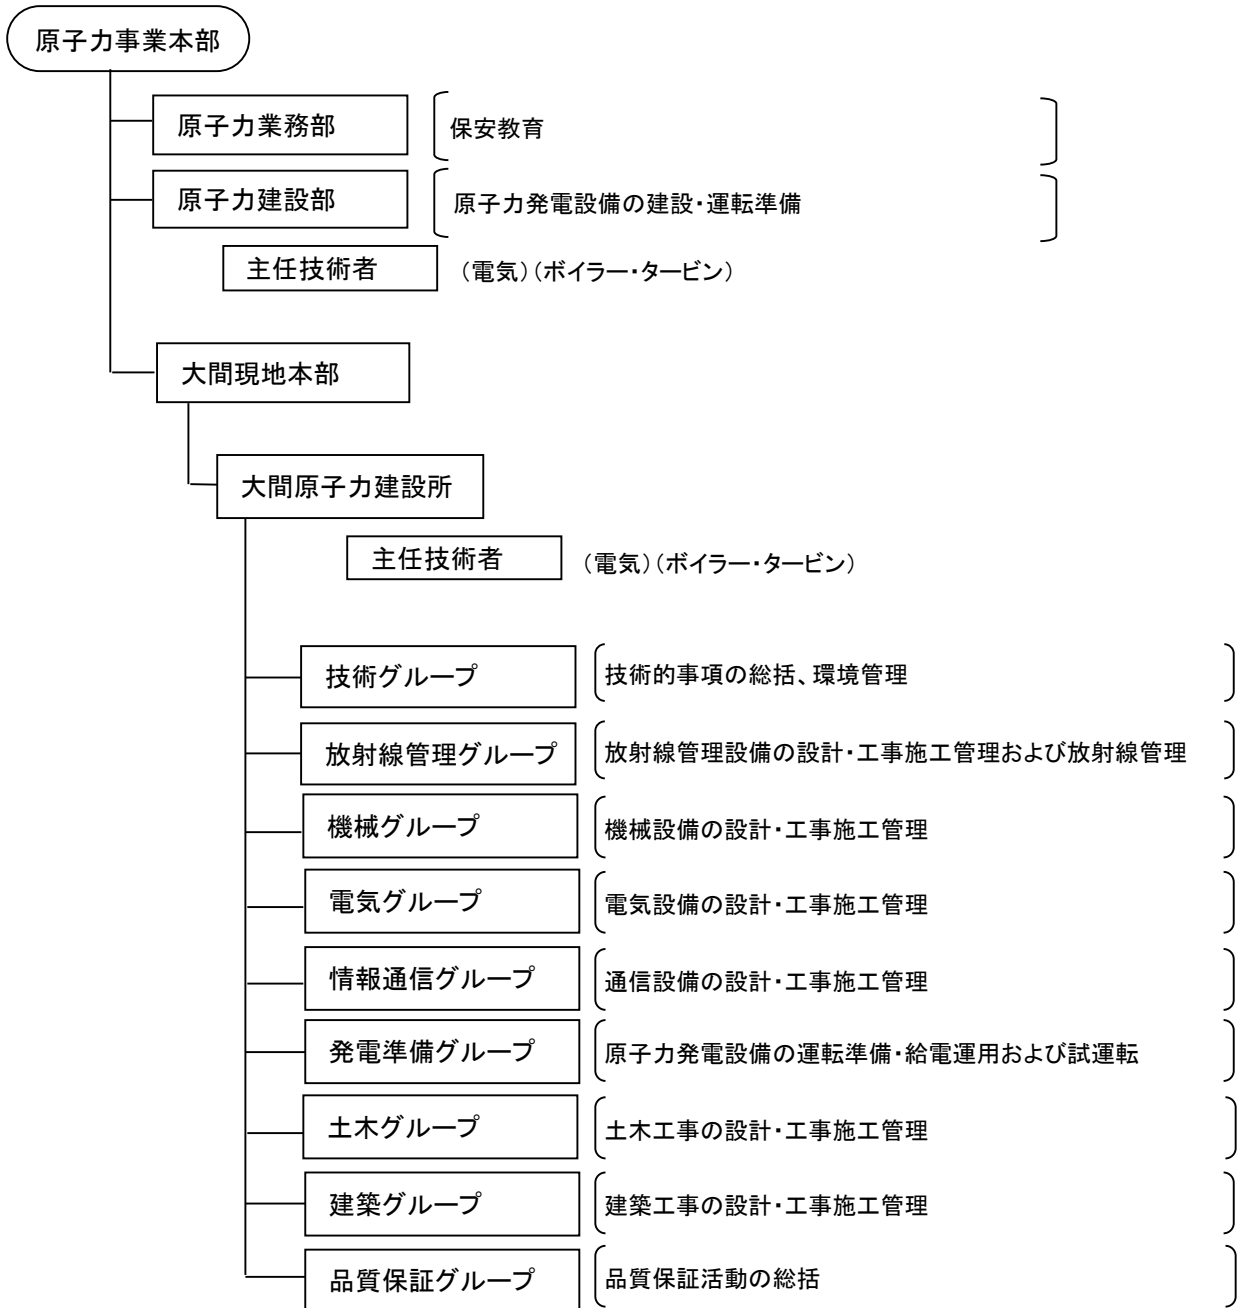 原子力事業本部
原子力業務部 保安教育
原子力建設部 原子力発電設備の建設・運転準備
主任技術者 (電気)(ボイラー・タービン)
大間現地本部
大間原子力建設所
主任技術者 (電気)(ボイラー・タービン)
技術グループ 技術的事項の総括、環境管理
放射線管理グループ 放射線管理設備の設計・工事施工管理および放射線管理
機械グループ 機械設備の設計・工事施工管理
電気グループ 電気設備の設計・工事施工管理
情報通信グループ 通信設備の設計・工事施工管理
発電準備グループ 原子力発電設備の運転準備・給電運用および試運転
土木グループ 土木工事の設計・工事施工管理
建築グループ 建築工事の設計・工事施工管理
品質保証グループ 品質保証活動の総括